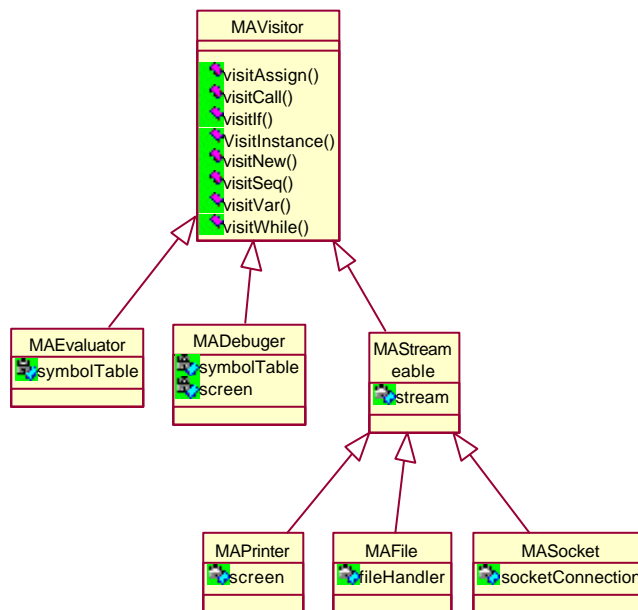 MAVisitor
visitAssign()
visitCall()
visitIf()
VisitInstance()
visitNew()
visitSeq()
visitVar()
visitWhile()
MAEvaluator
symbolTable
MADebuger
symbolTable
screen
MAStream
eable
stream
MAPrinter
screen
MAFile
fileHandler
MASocket
socketConnection